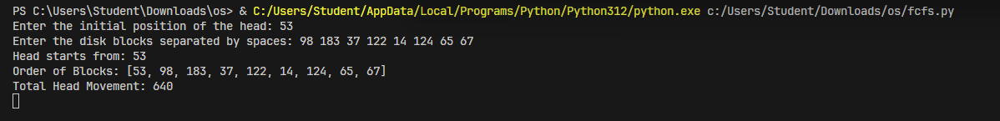 PS C:\Users\Student\Downloads\os> & C:/Users/Student/AppData/Local/Programs/Python/Python312/python.exe c:/Users/Student/Downloads/os/fcfs.py
Enter the initial position of the head: 53
Enter the disk blocks separated by spaces: 98 183 37 122 14 124 65 67
Head starts from: 53
Order of Blocks: [53, 98, 183, 37, 122, 14, 124, 65, 67]
Total Head Movement: 640